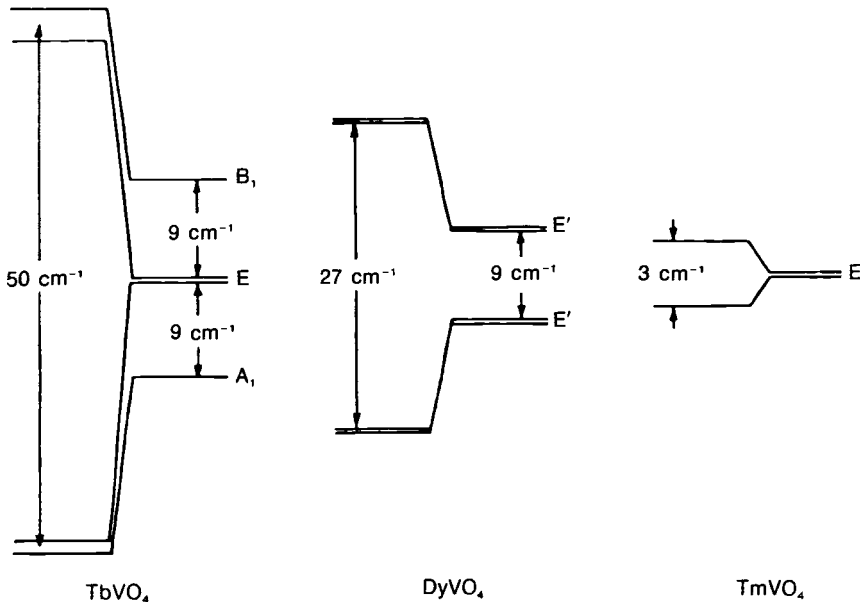 B₁
9 cm⁻¹
50 cm⁻¹
E
9 cm⁻¹
A₁
TbVO₄
E'
27 cm⁻¹
9 cm⁻¹
E'
DyVO₄
3 cm⁻¹
E
TmVO₄